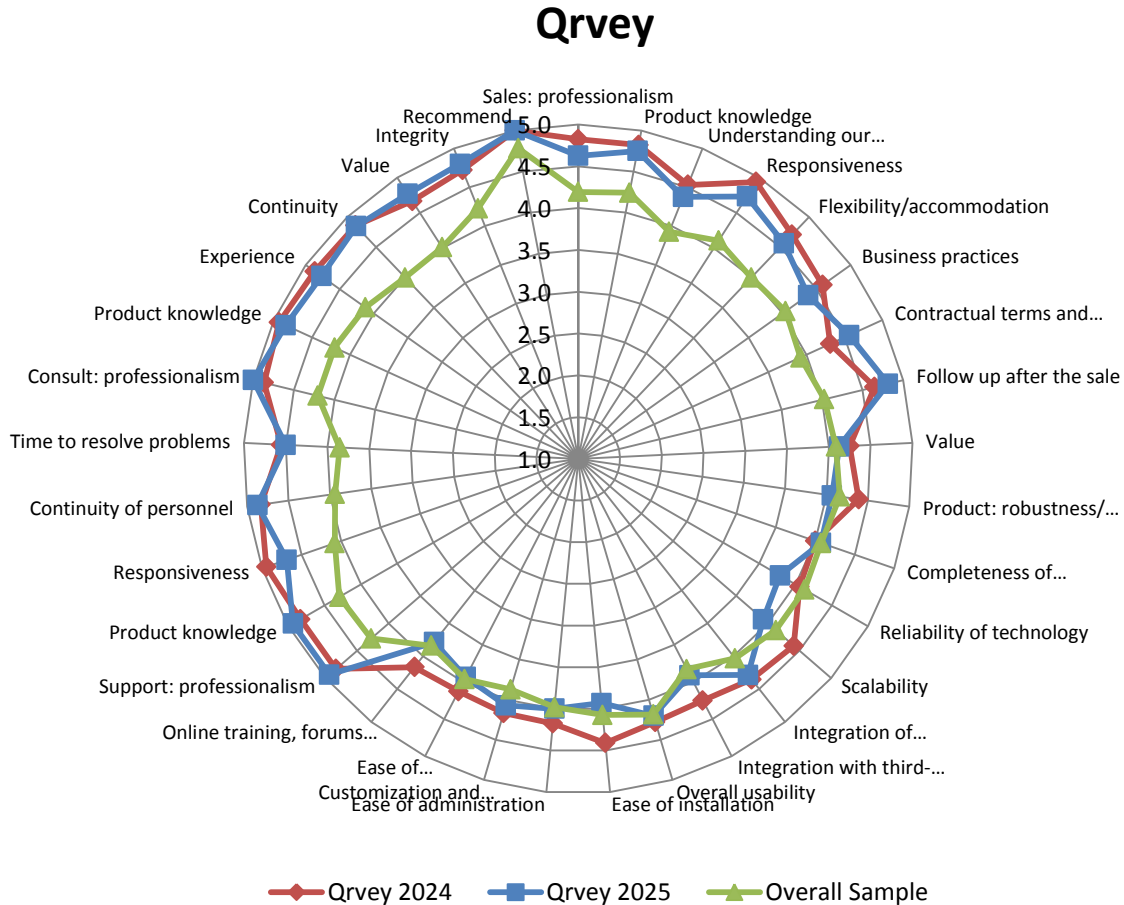 Qrvey
Sales: professionalism
Product knowledge
Understanding our...
Responsiveness
Flexibility/accommodation
Business practices
Contractual terms and...
Follow up after the sale
Value
Product: robustness/...
Completeness of...
Reliability of technology
Scalability
Integration of...
Integration with third-...
Overall usability
Ease of installation
Ease of administration
Customization and...
Ease of...
Online training, forums...
Support: professionalism
Product knowledge
Responsiveness
Continuity of personnel
Time to resolve problems
Consult: professionalism
Product knowledge
Experience
Continuity
Value
Integrity
Recommend
5.0
4.5
4.0
3.5
3.0
2.5
2.0
1.5
1.0
Qrvey 2024
Qrvey 2025
Overall Sample